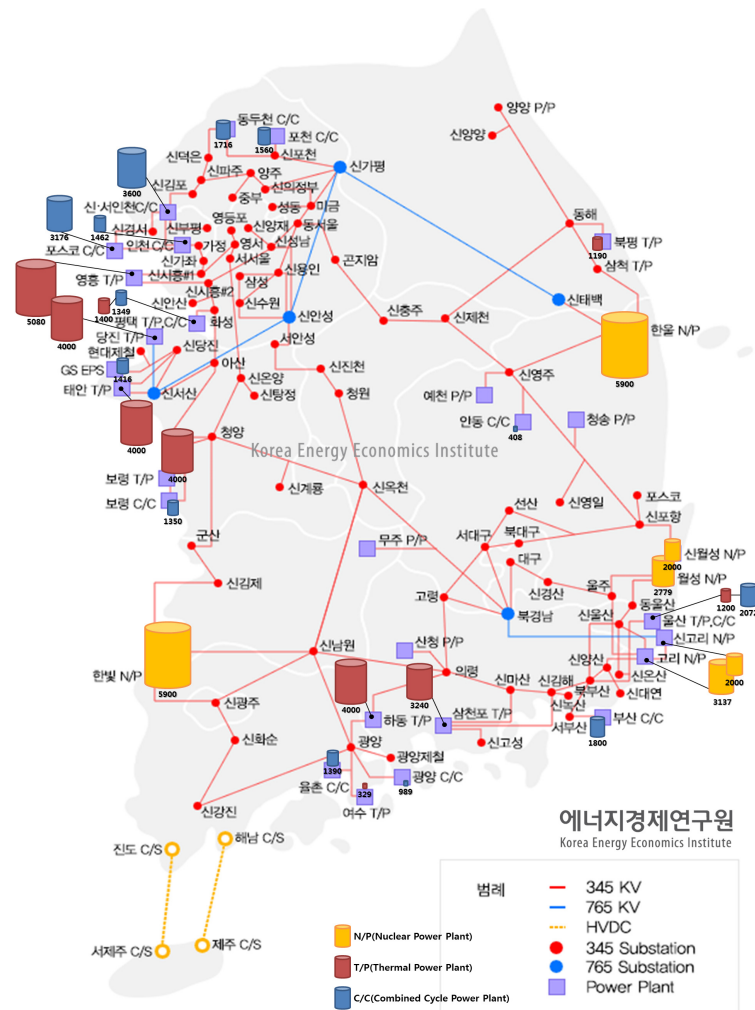 양양 P/P
신양양
동두천 C/C
1716
포천 C/C
1560
신포천
신덕은
신가평
신파주
양주
3600
신김포
신의정부
중부
성동
미금
신·서인천C/C
3176
1462
신경서
신부평
영등포
신양재
동서울
동해
포스코 C/C
인천 C/C
가정
영서
신성남
북평 T/P
1190
신기좌
서서울
곤지암
삼척 T/P
영흥 T/P
신시흥#1
삼성
신용인
5080
신시흥#2
신안산
신수원
1400
1349
4000
평택 T/P,C/C
화성
신안성
신충주
신제천
신태백
한울 N/P
5900
당진 T/P
현대제철
신당진
서안성
GS EPS
1416
아산
신진천
신영주
태안 T/P
신서산
신온양
신탕정
청원
예천 P/P
안동 C/C
408
청송 P/P
4000
청양
Korea Energy Economics Institute
4000
보령 T/P
보령 C/C
1350
신계룡
신옥천
선산
신영일
포스코
신포항
군산
무주 P/P
서대구
북대구
대구
신월성 N/P
2000
월성 N/P
2779
신김제
고령
신경산
울주
동울산
1200
2072
북경남
신울산
울산 T/P,C/C
신고리 N/P
한빛 N/P
5900
신남원
산청 P/P
의령
신양산
고리 N/P
2000
3137
신마산
신김해
북부산
신온산
신대연
4000
3240
신광주
하동 T/P
삼천포 T/P
신녹산
서부산
부산 C/C
1800
신화순
광양
광양제철
신고성
1390
율촌 C/C
329
여수 T/P
광양 C/C
989
신강진
에너지경제연구원
Korea Energy Economics Institute
진도 C/S
해남 C/S
서제주 C/S
제주 C/S
범례
345 KV
765 KV
HVDC
345 Substation
765 Substation
Power Plant
N/P(Nuclear Power Plant)
T/P(Thermal Power Plant)
C/C(Combined Cycle Power Plant)